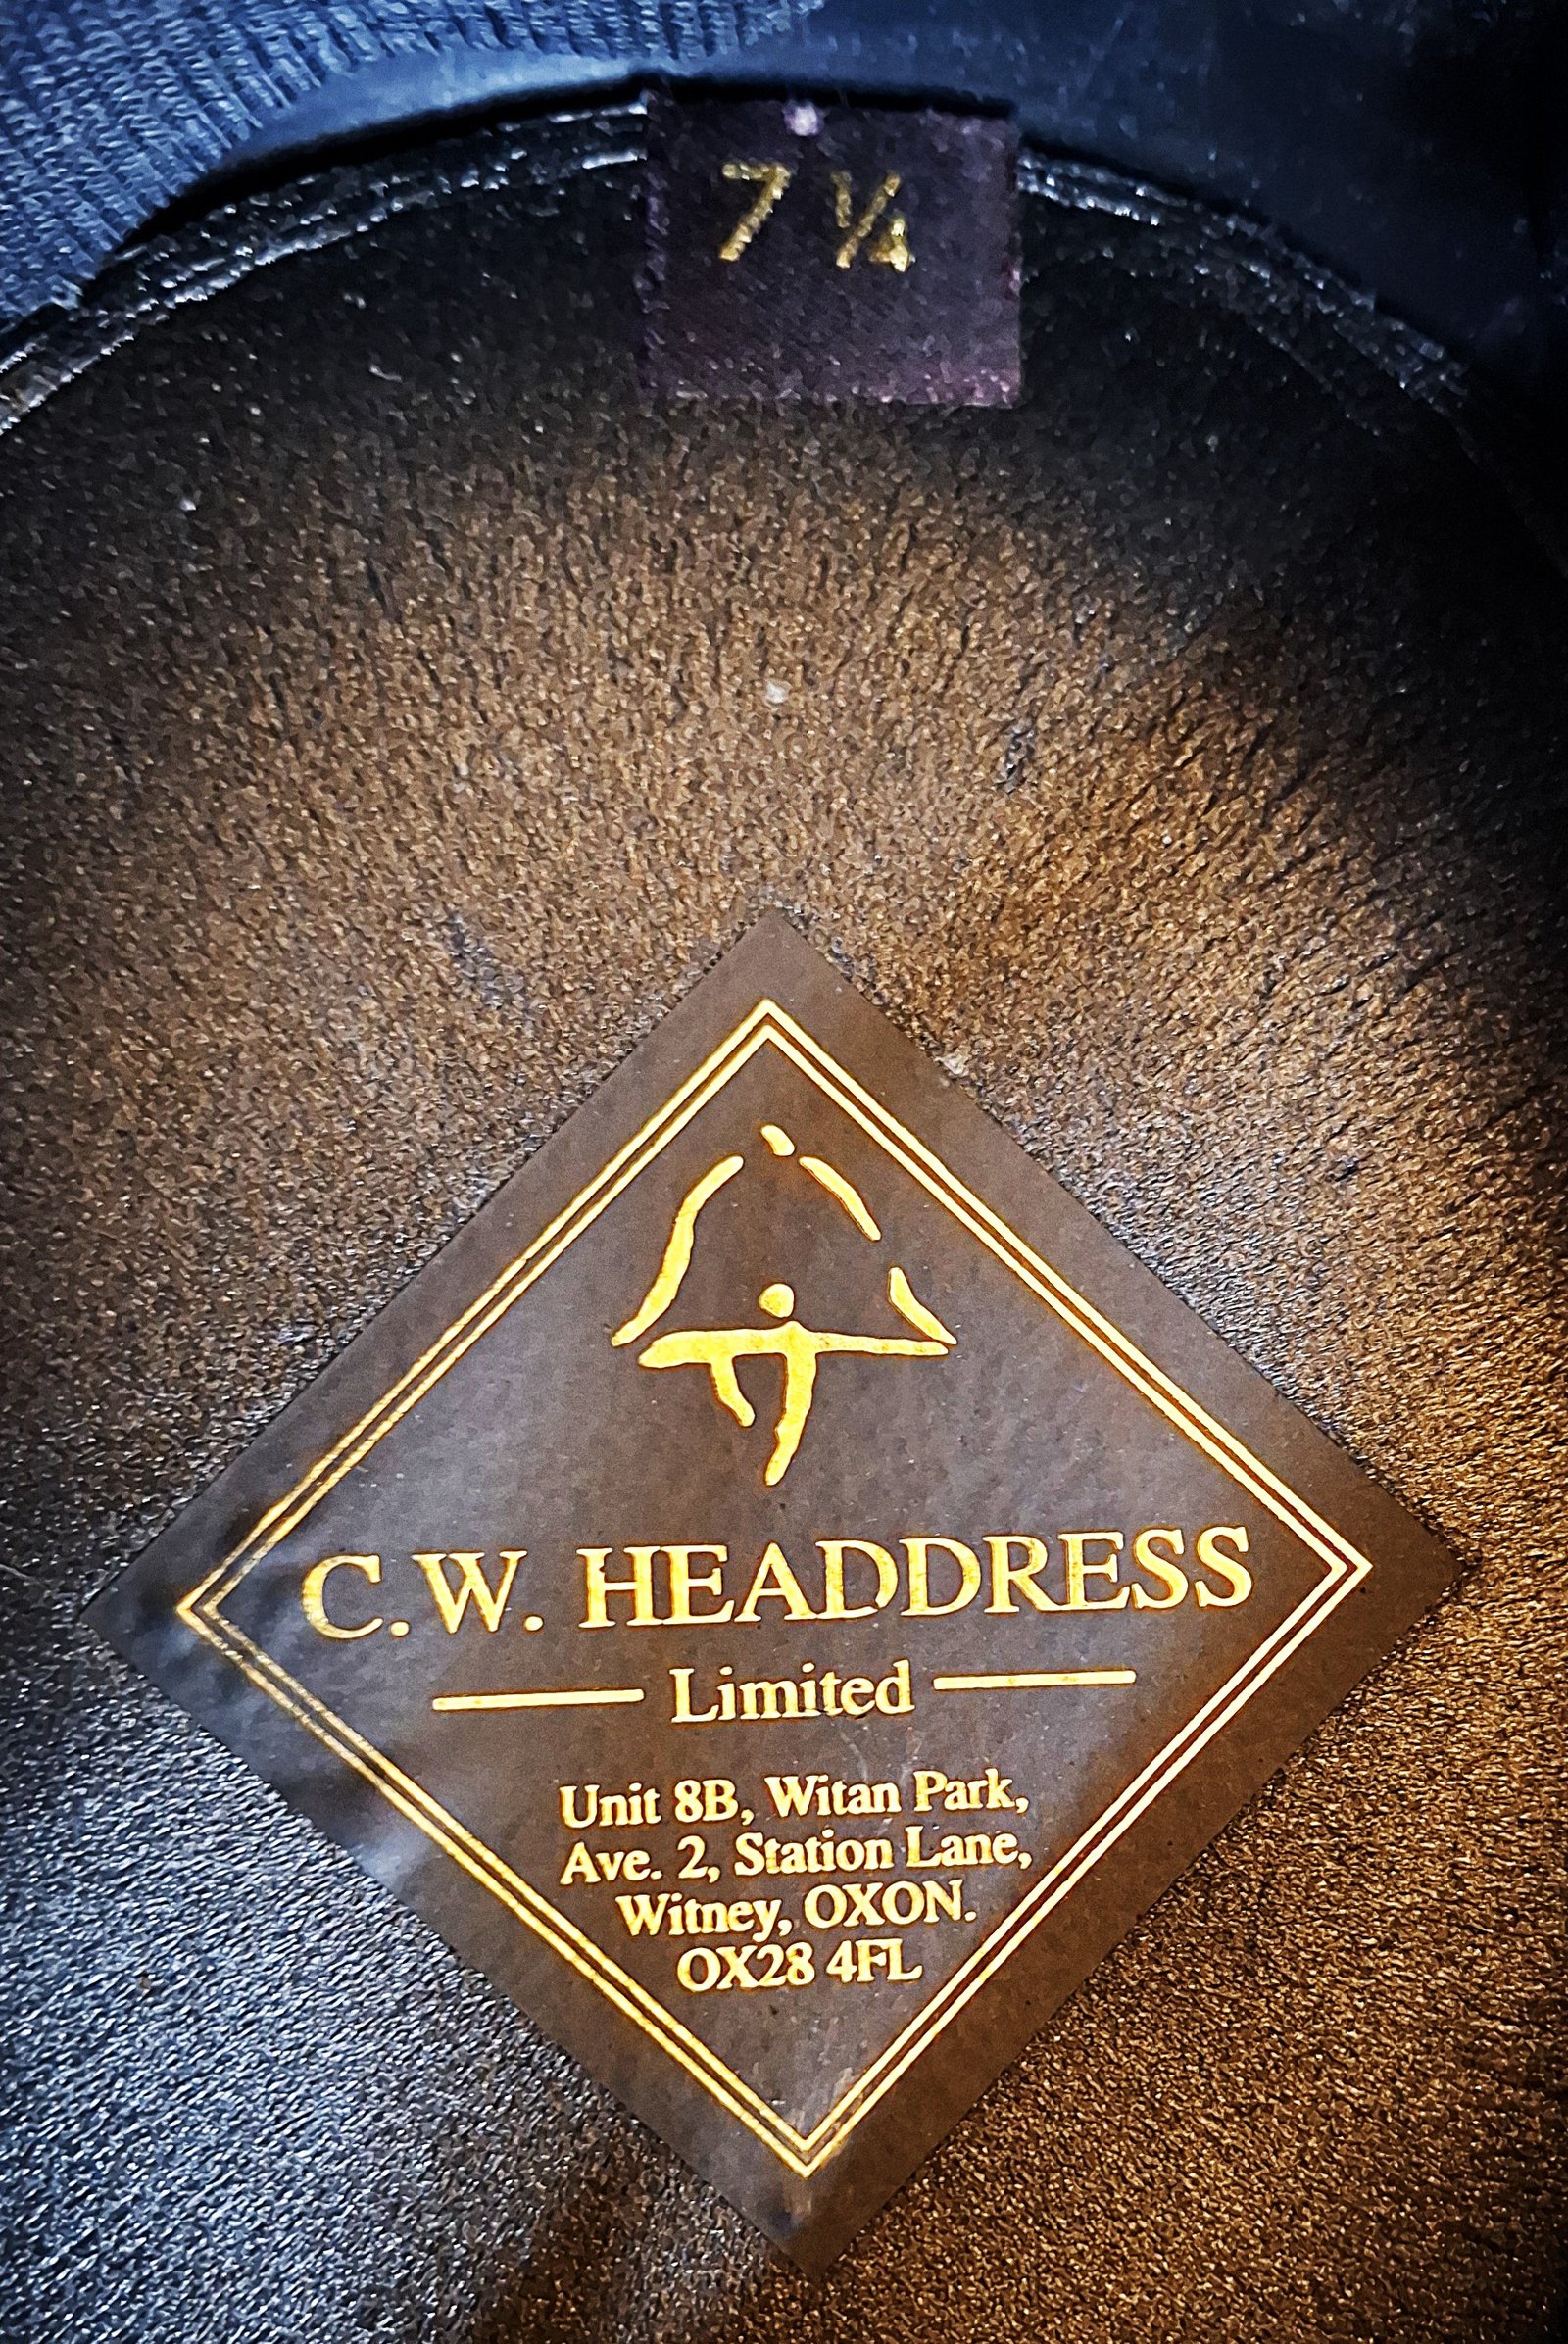 7 ¼
C.W. HEADDRESS
Limited
Unit 8B, Witan Park,
Ave. 2, Station Lane,
Witney, OXON.
OX28 4FL